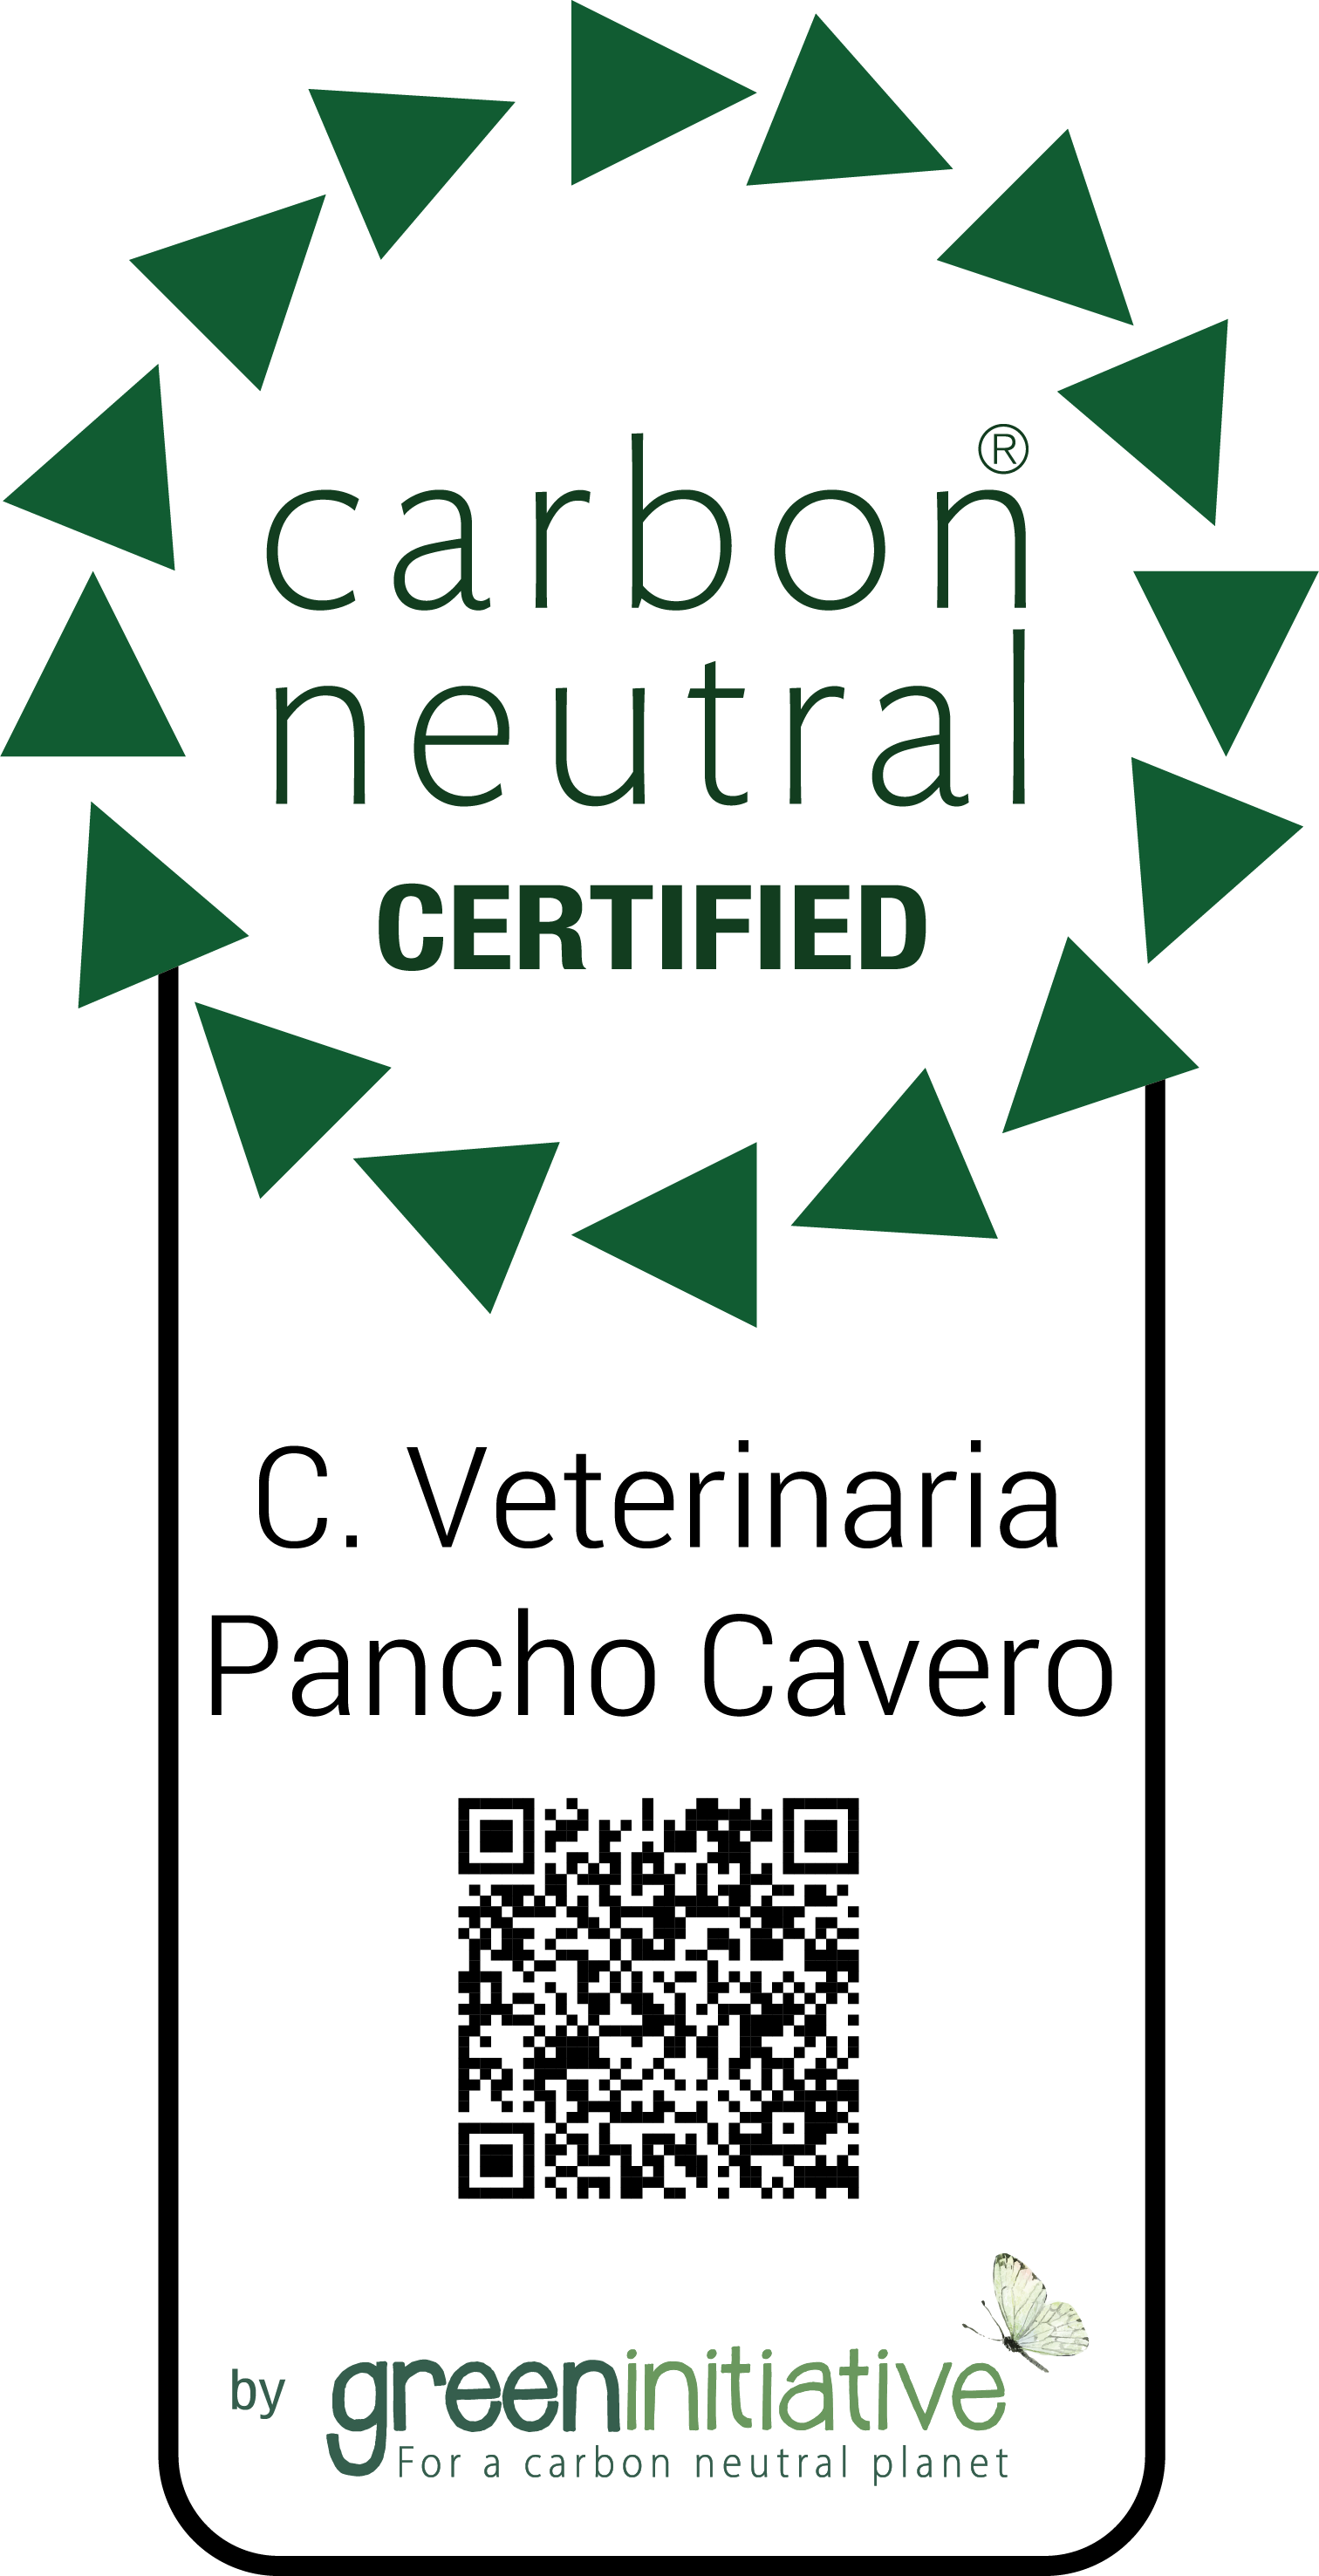 carbon®
neutral
CERTIFIED
C. Veterinaria
Pancho Cavero
by greeninitiative
For a carbon neutral planet